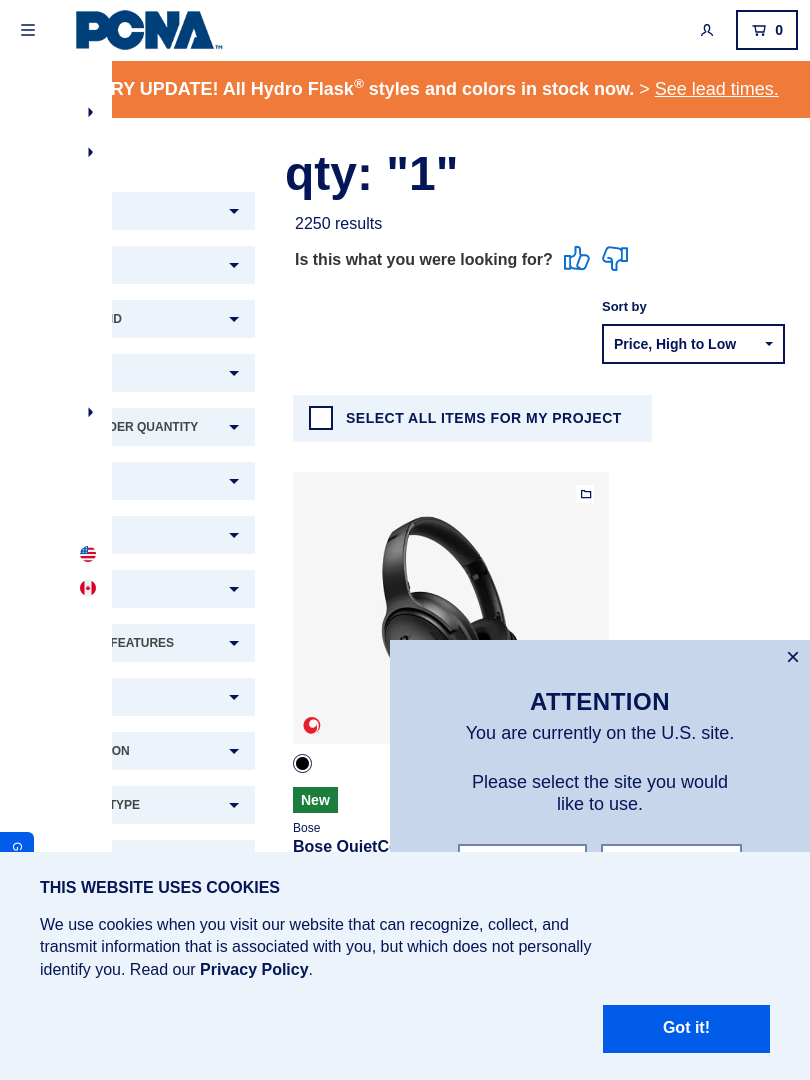 PCNA™
0
RY UPDATE! All Hydro Flask® styles and colors in stock now. > See lead times.
qty: "1"
2250 results
Is this what you were looking for?
Sort by
Price, High to Low
QUANTITY
SELECT ALL ITEMS FOR MY PROJECT
FEATURES
TYPE
New
Bose
ATTENTION
You are currently on the U.S. site.
Please select the site you would
like to use.
G
THIS WEBSITE USES COOKIES
We use cookies when you visit our website that can recognize, collect, and
transmit information that is associated with you, but which does not personally
identify you. Read our Privacy Policy.
Got it!